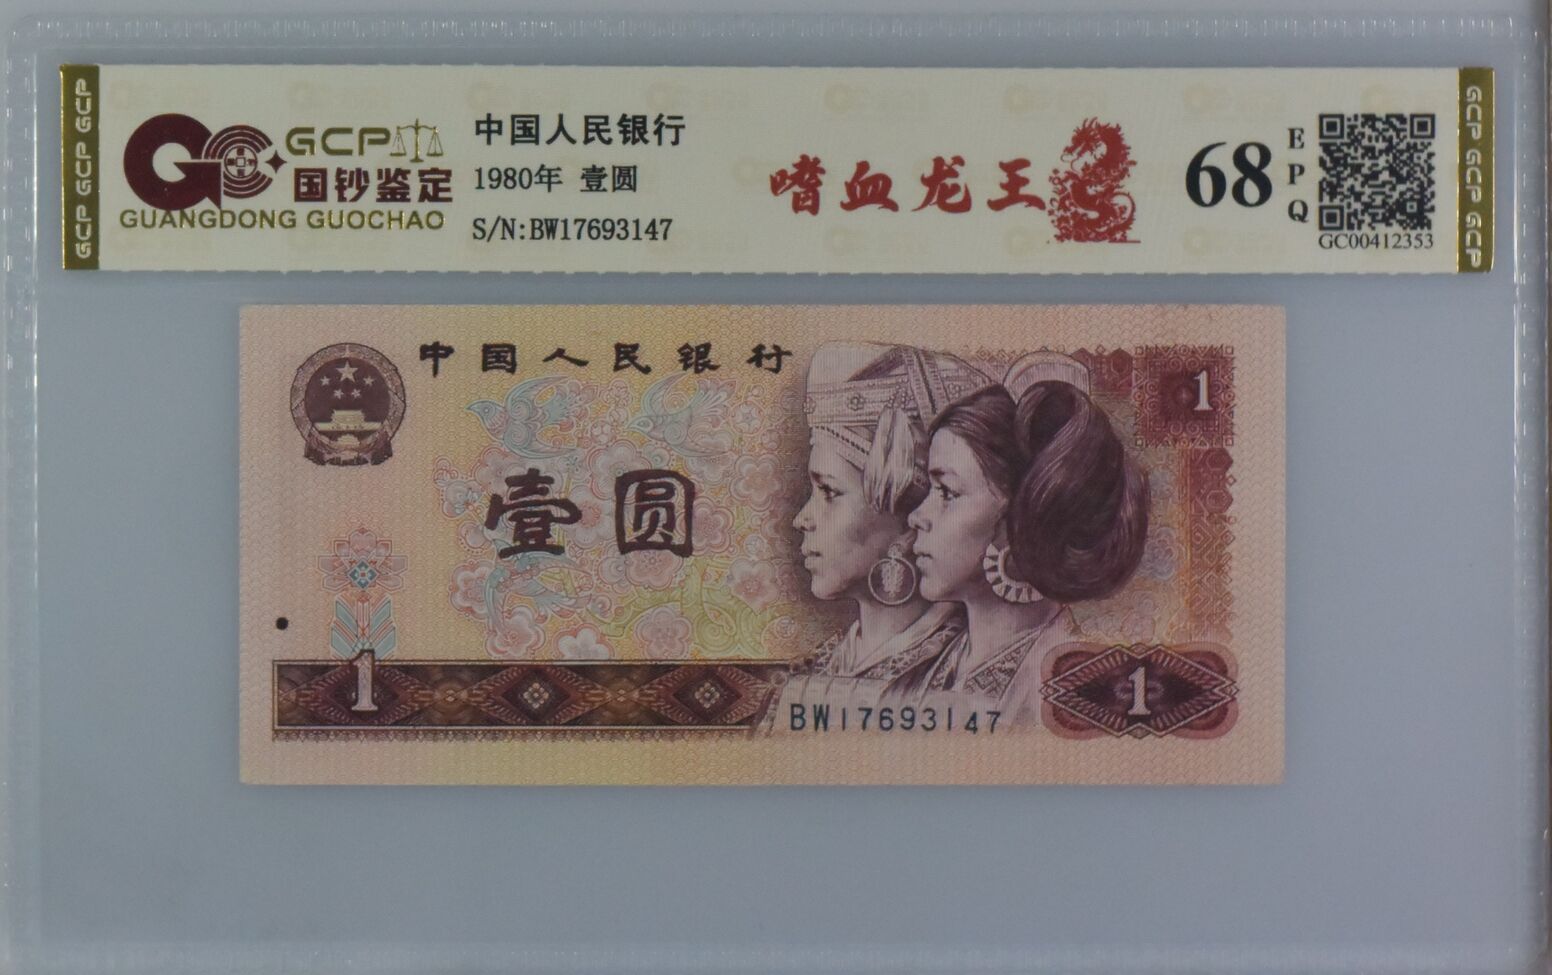 GCP GCP GCP
GCP
国钞鉴定
GUANGDONG GUOCHAO
中国人民银行
1980年 壹圆
S/N:BW17693147
嗜血龙王
68
EPQ
GC00412353
GCP GCP GCP
中国人民银行
1
壹圆
1
BW17693147
1